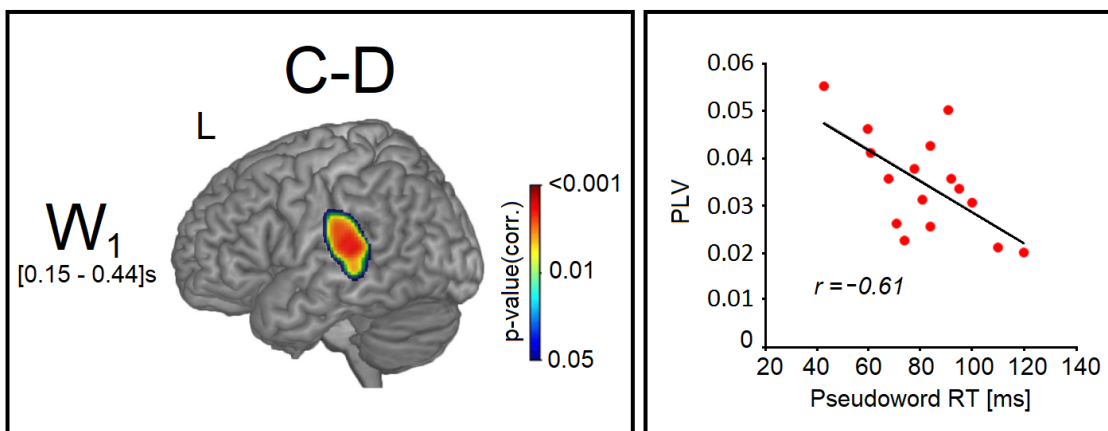 C-D
L
W1
[0.15 - 0.44]s
<0.001
0.01
0.05
p-value(corr.)
0.06
0.05
0.04
0.03
0.02
0.01
0
PLV
r = −0.61
20 40 60 80 100 120 140
Pseudoword RT [ms]